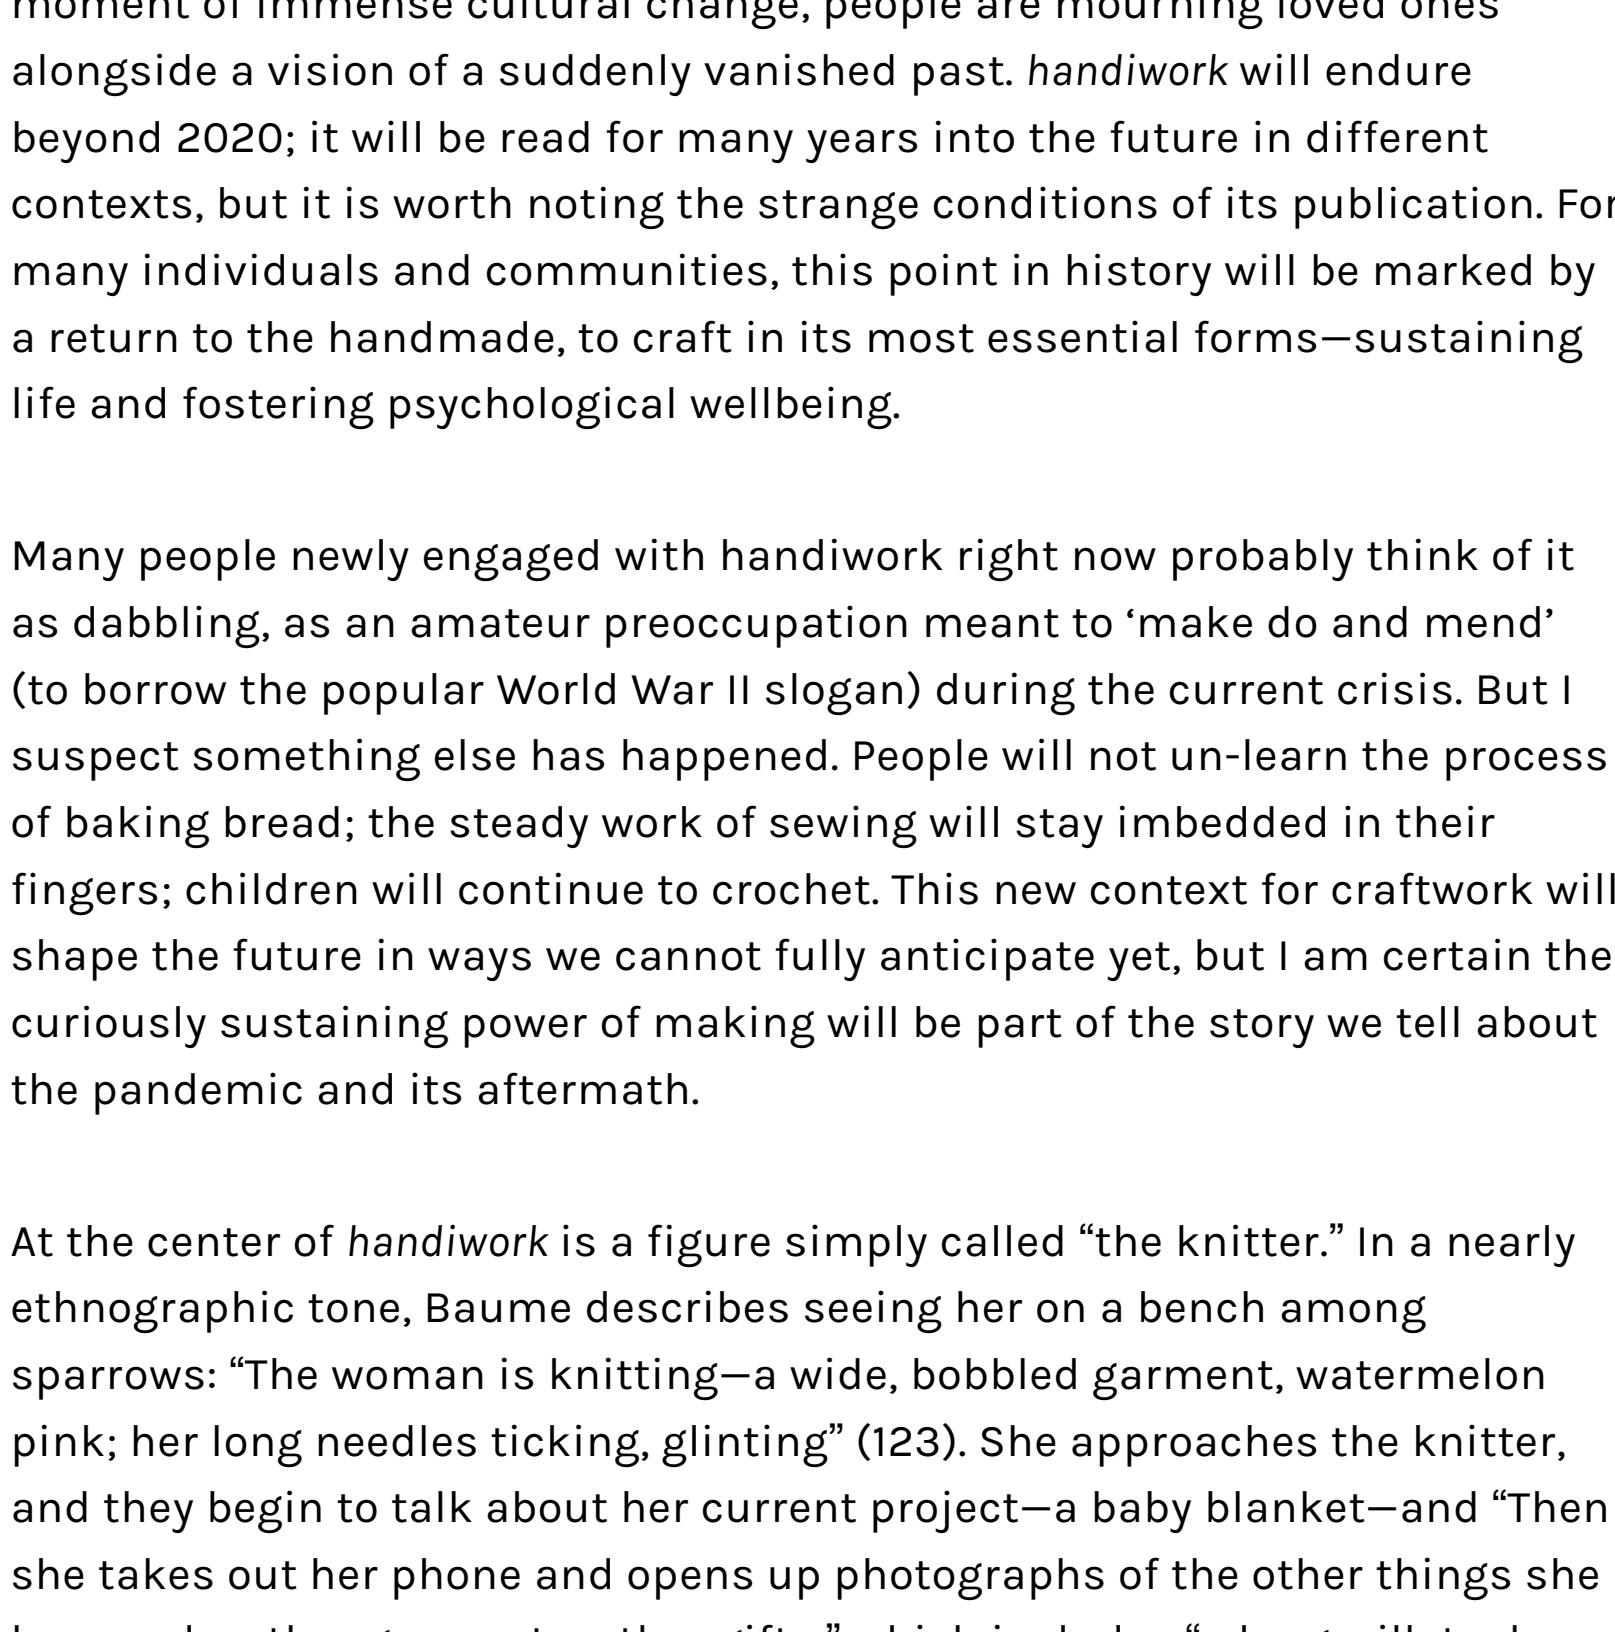 moment of immense cultural change, people are mourning loved ones
alongside a vision of a suddenly vanished past. handiwork will endure
beyond 2020; it will be read for many years into the future in different
contexts, but it is worth noting the strange conditions of its publication. For
many individuals and communities, this point in history will be marked by
a return to the handmade, to craft in its most essential forms—sustaining
life and fostering psychological wellbeing.
Many people newly engaged with handiwork right now probably think of it
as dabbling, as an amateur preoccupation meant to ‘make do and mend’
(to borrow the popular World War II slogan) during the current crisis. But I
suspect something else has happened. People will not un-learn the process
of baking bread; the steady work of sewing will stay imbedded in their
fingers; children will continue to crochet. This new context for craftwork will
shape the future in ways we cannot fully anticipate yet, but I am certain the
curiously sustaining power of making will be part of the story we tell about
the pandemic and its aftermath.
At the center of handiwork is a figure simply called “the knitter.” In a nearly
ethnographic tone, Baume describes seeing her on a bench among
sparrows: “The woman is knitting—a wide, bobbled garment, watermelon
pink; her long needles ticking, glinting” (123). She approaches the knitter,
and they begin to talk about her current project—a baby blanket—and “Then
she takes out her phone and opens up photographs of the other things she